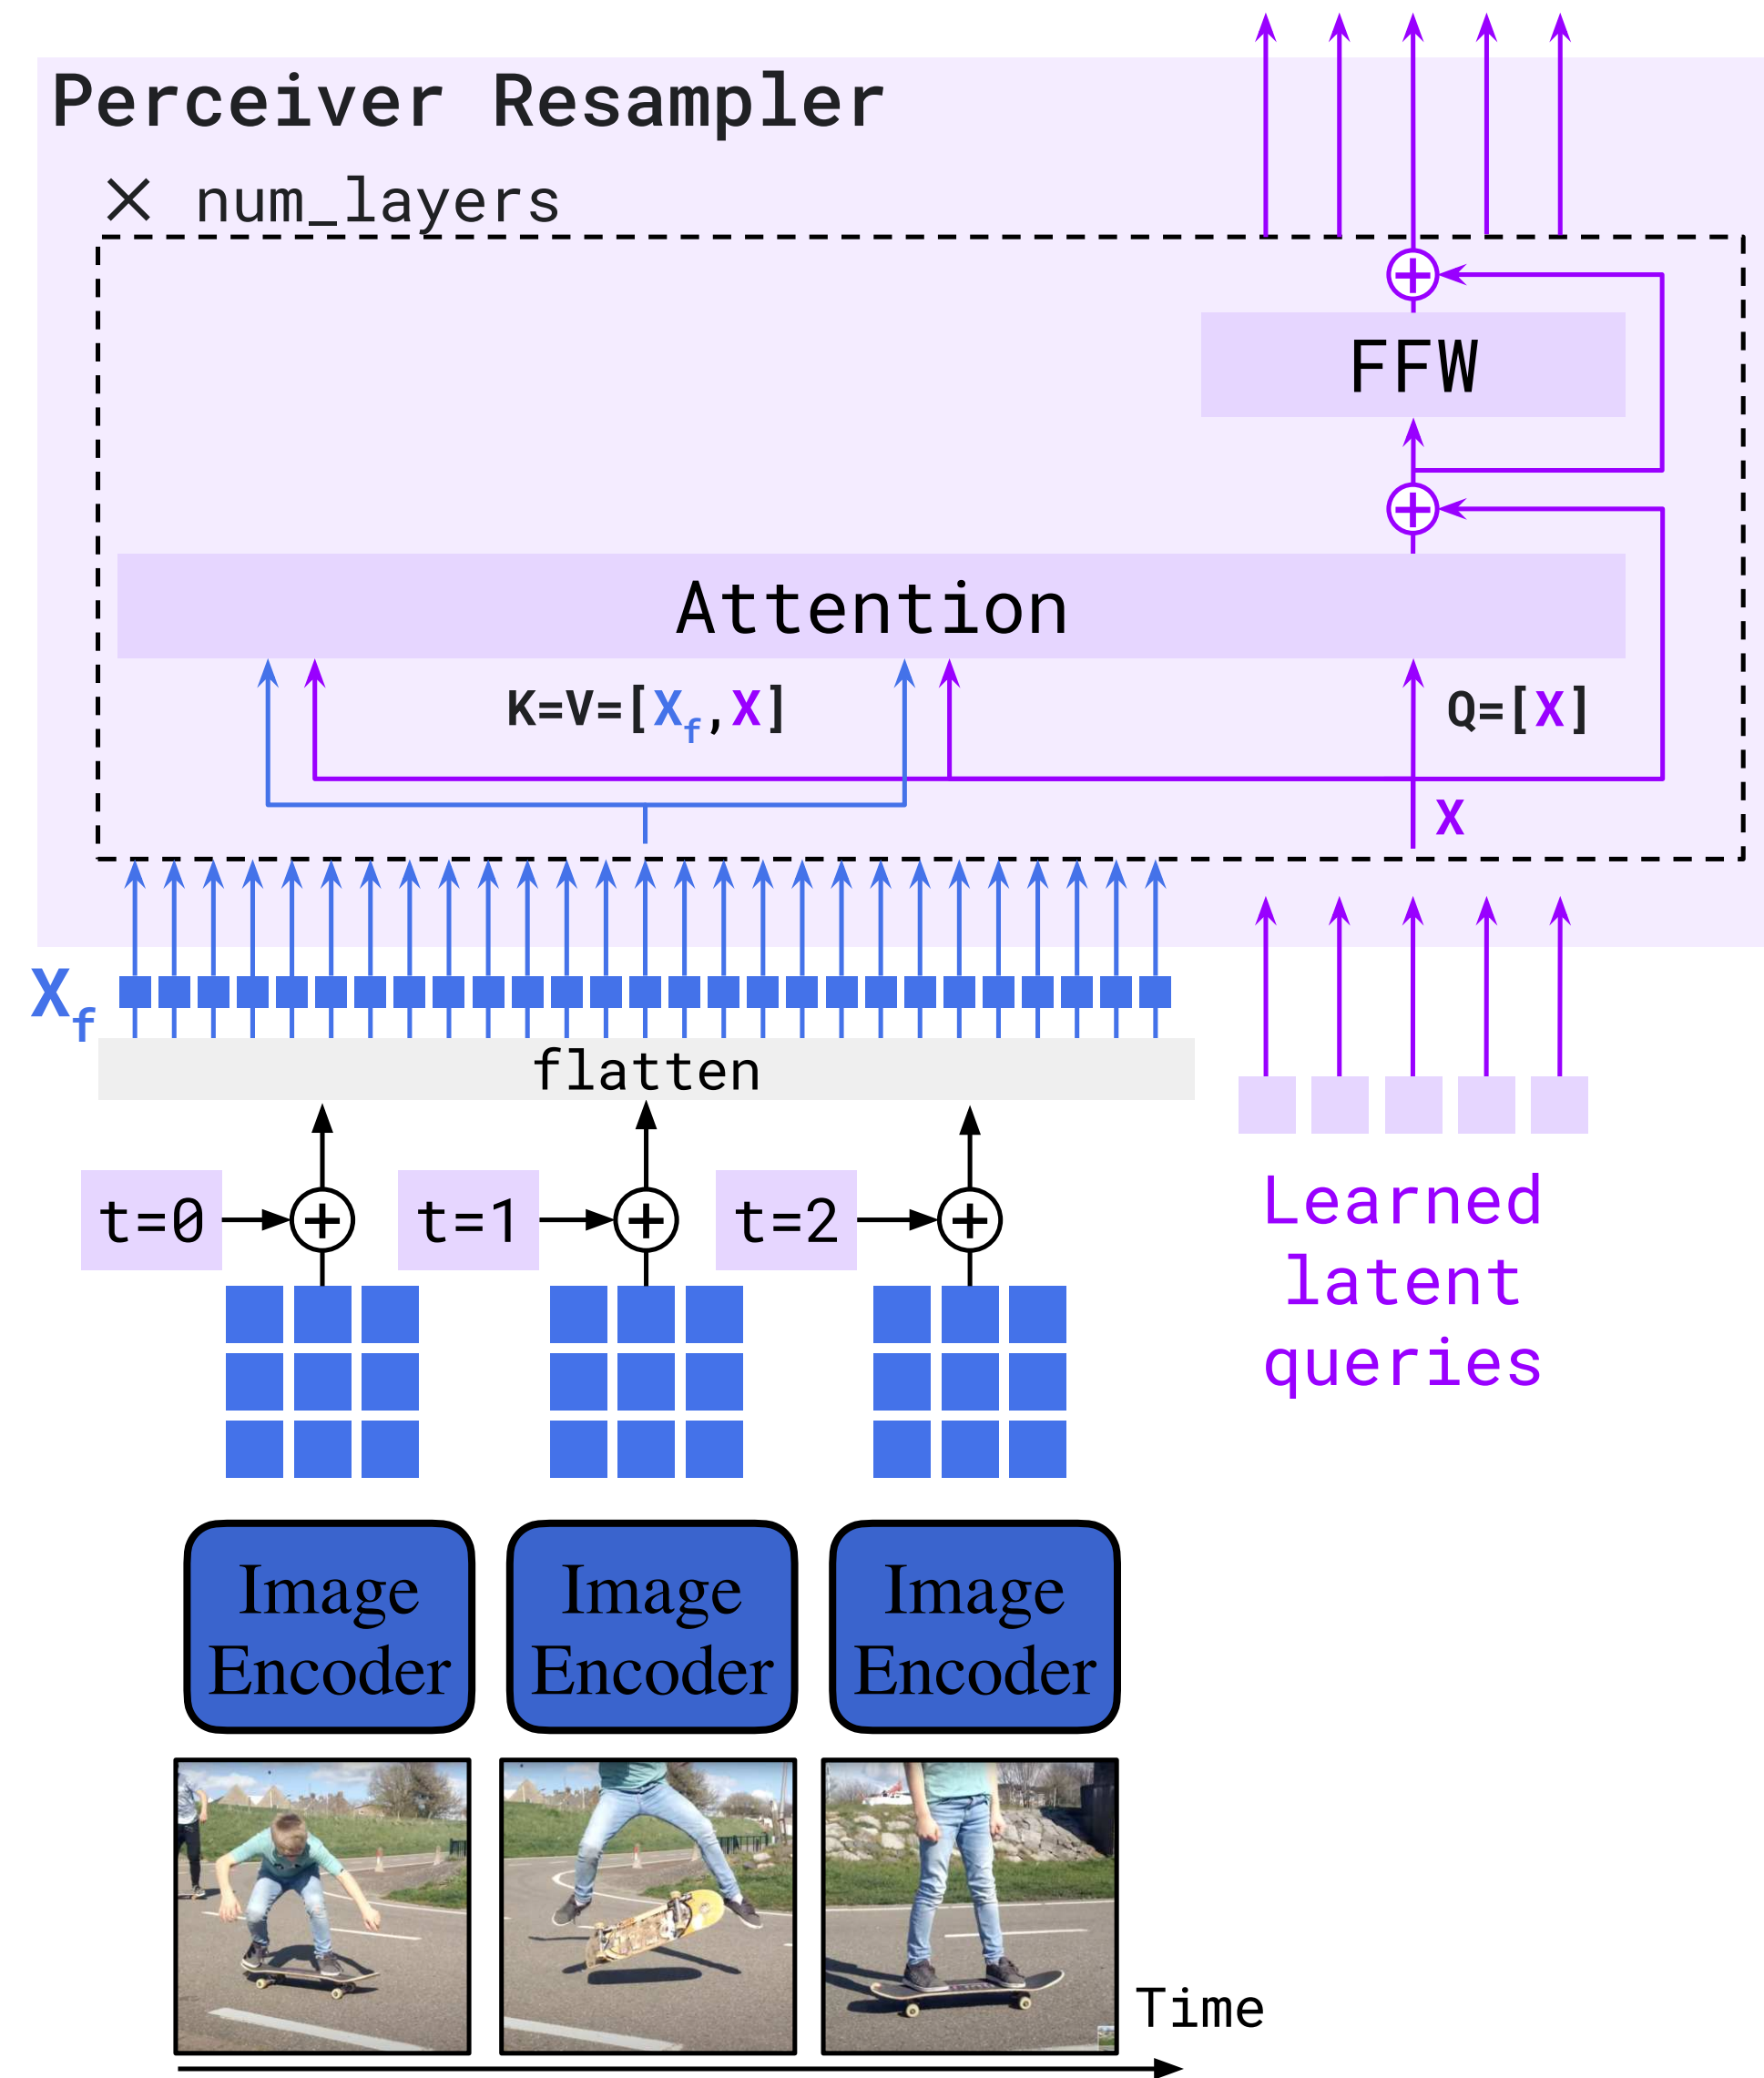 Perceiver Resampler
× num_layers
FFW
Attention
K=V=[Xf,X]
Q=[X]
X
Xf
flatten
t=0
t=1
t=2
Learned
latent
queries
Image
Encoder
Image
Encoder
Image
Encoder
Time